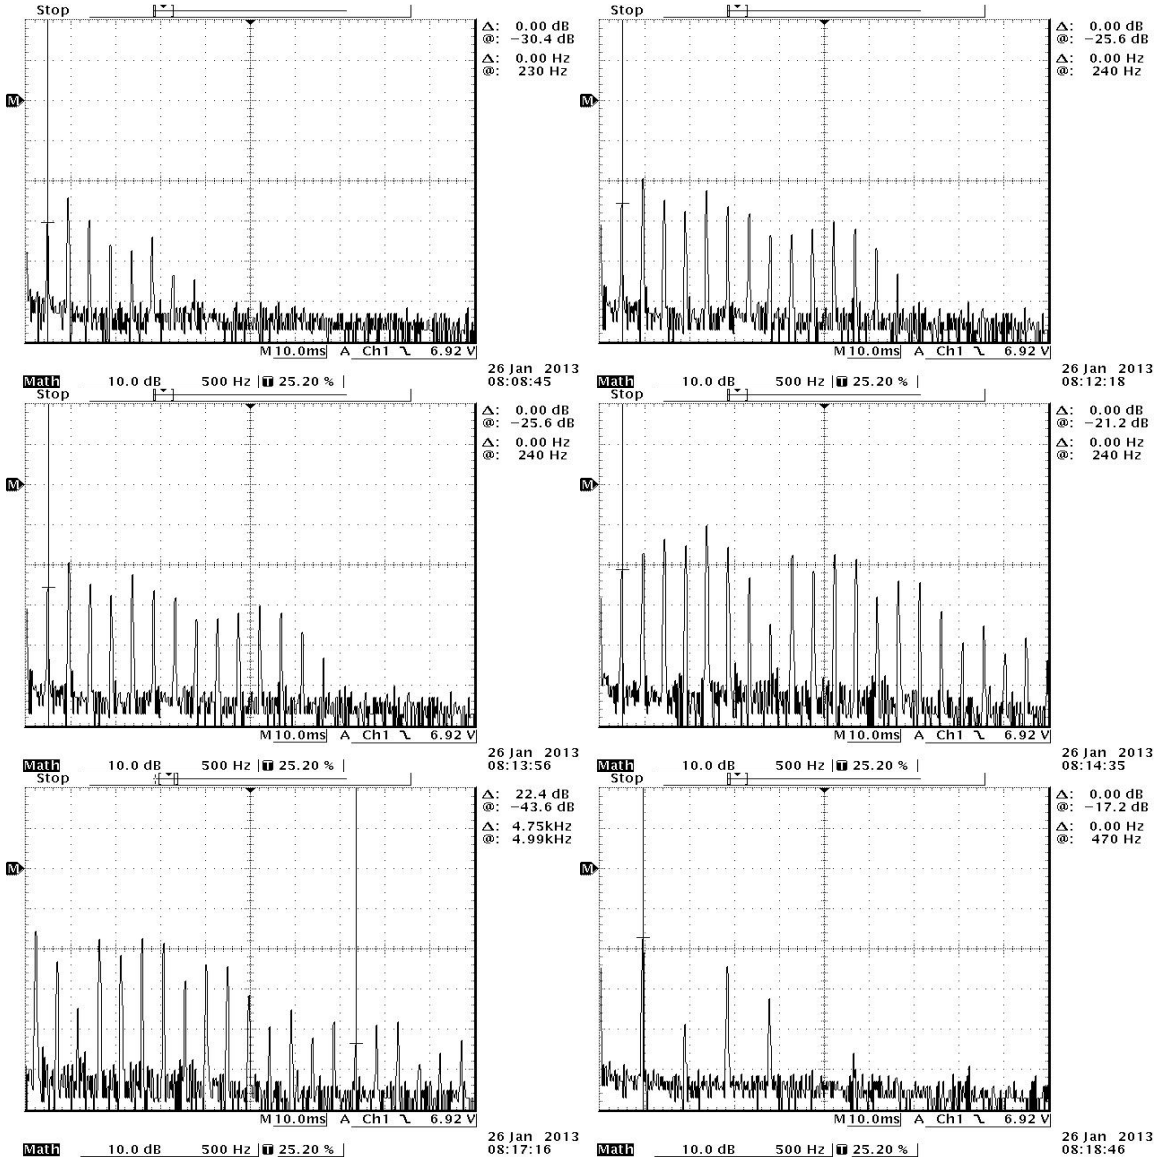 Stop
Δ: 0.00 dB
@: −30.4 dB
Δ: 0.00 Hz
@: 230 Hz
M
M 10.0ms A Ch1 6.92 V
26 Jan 2013
08:08:45
Math 10.0 dB 500 Hz T 25.20 %
Stop
Δ: 0.00 dB
@: −25.6 dB
Δ: 0.00 Hz
@: 240 Hz
M
M 10.0ms A Ch1 6.92 V
26 Jan 2013
08:12:18
Math 10.0 dB 500 Hz T 25.20 %
Stop
Δ: 0.00 dB
@: −25.6 dB
Δ: 0.00 Hz
@: 240 Hz
M
M 10.0ms A Ch1 6.92 V
26 Jan 2013
08:13:56
Math 10.0 dB 500 Hz T 25.20 %
Stop
Δ: 0.00 dB
@: −21.2 dB
Δ: 0.00 Hz
@: 240 Hz
M
M 10.0ms A Ch1 6.92 V
26 Jan 2013
08:14:35
Math 10.0 dB 500 Hz T 25.20 %
Stop
Δ: 22.4 dB
@: −43.6 dB
Δ: 4.75kHz
@: 4.99kHz
M
M 10.0ms A Ch1 6.92 V
26 Jan 2013
08:17:16
Math 10.0 dB 500 Hz T 25.20 %
Stop
Δ: 0.00 dB
@: −17.2 dB
Δ: 0.00 Hz
@: 470 Hz
M
M 10.0ms A Ch1 6.92 V
26 Jan 2013
08:18:46
Math 10.0 dB 500 Hz T 25.20 %